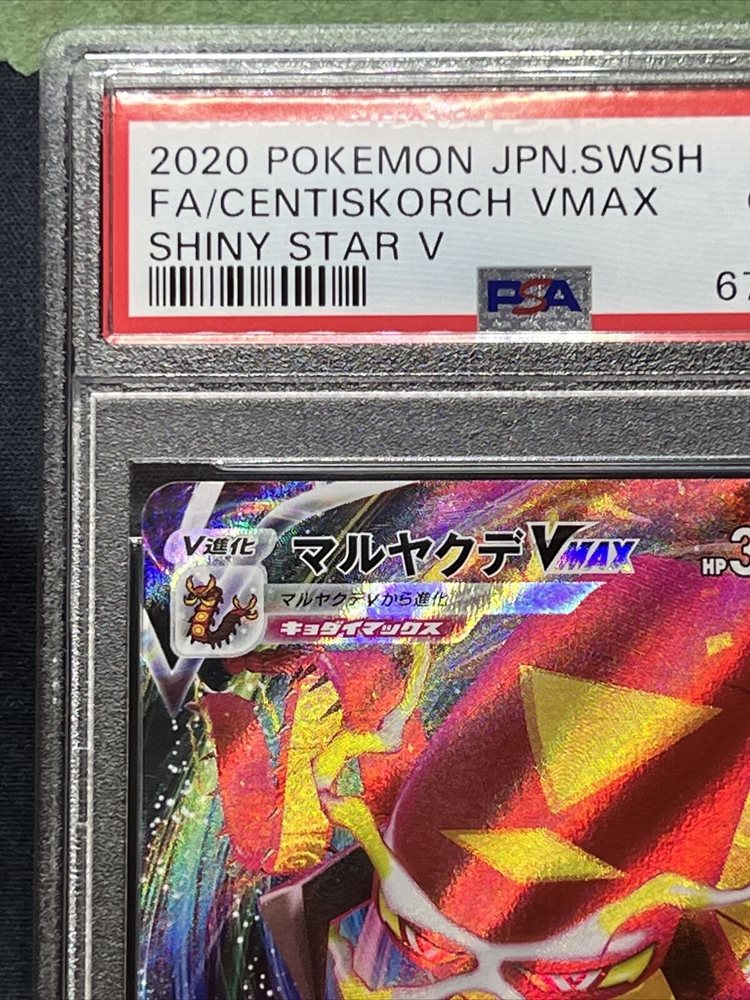 2020 POKEMON JPN.SWSH
FA/CENTISKORCH VMAX
SHINY STAR V
PSA
67
V進化
マルヤクデVMAX
HP 3
マルヤクデVから進化
キョダイマックス